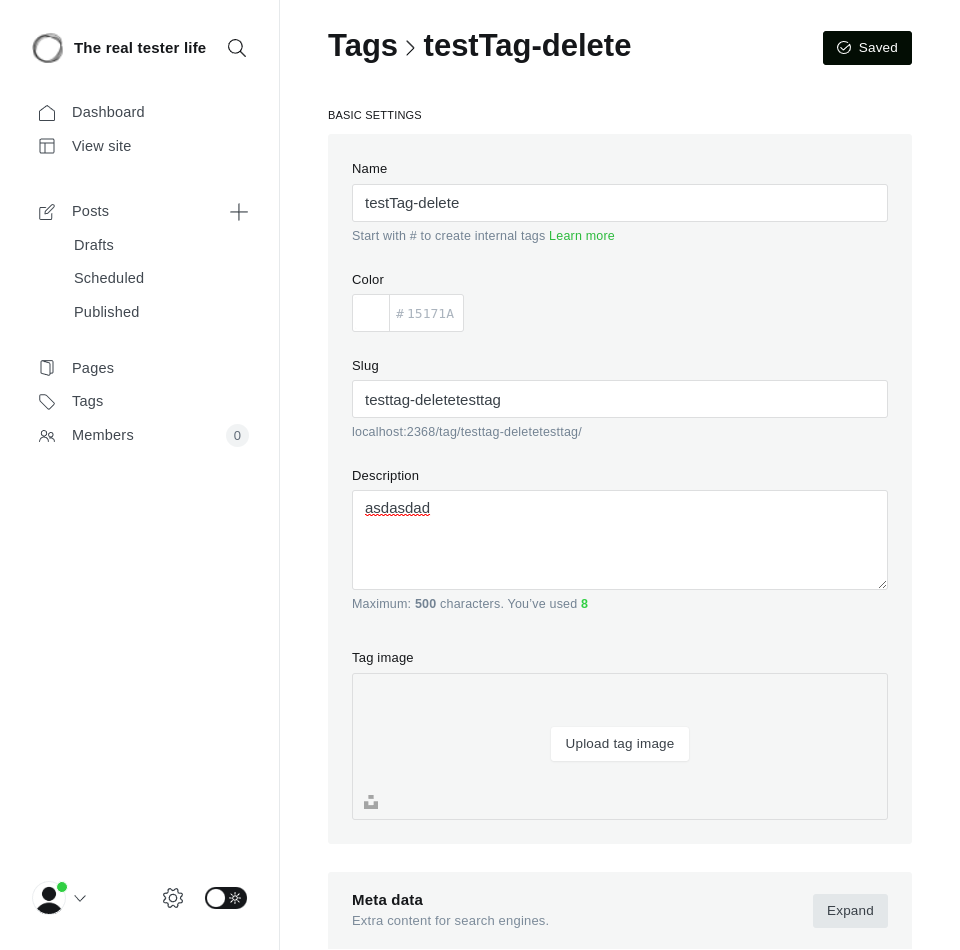 The real tester life
Dashboard
View site
Posts
Drafts
Scheduled
Published
Pages
Tags
Members
0
Tags > testTag-delete
Saved
BASIC SETTINGS
Name
testTag-delete
Start with # to create internal tags Learn more
Color
# 15171A
Slug
testtag-deletetesttag
localhost:2368/tag/testtag-deletetesttag/
Description
asdasdad
Maximum: 500 characters. You’ve used 8
Tag image
Upload tag image
Meta data
Extra content for search engines.
Expand